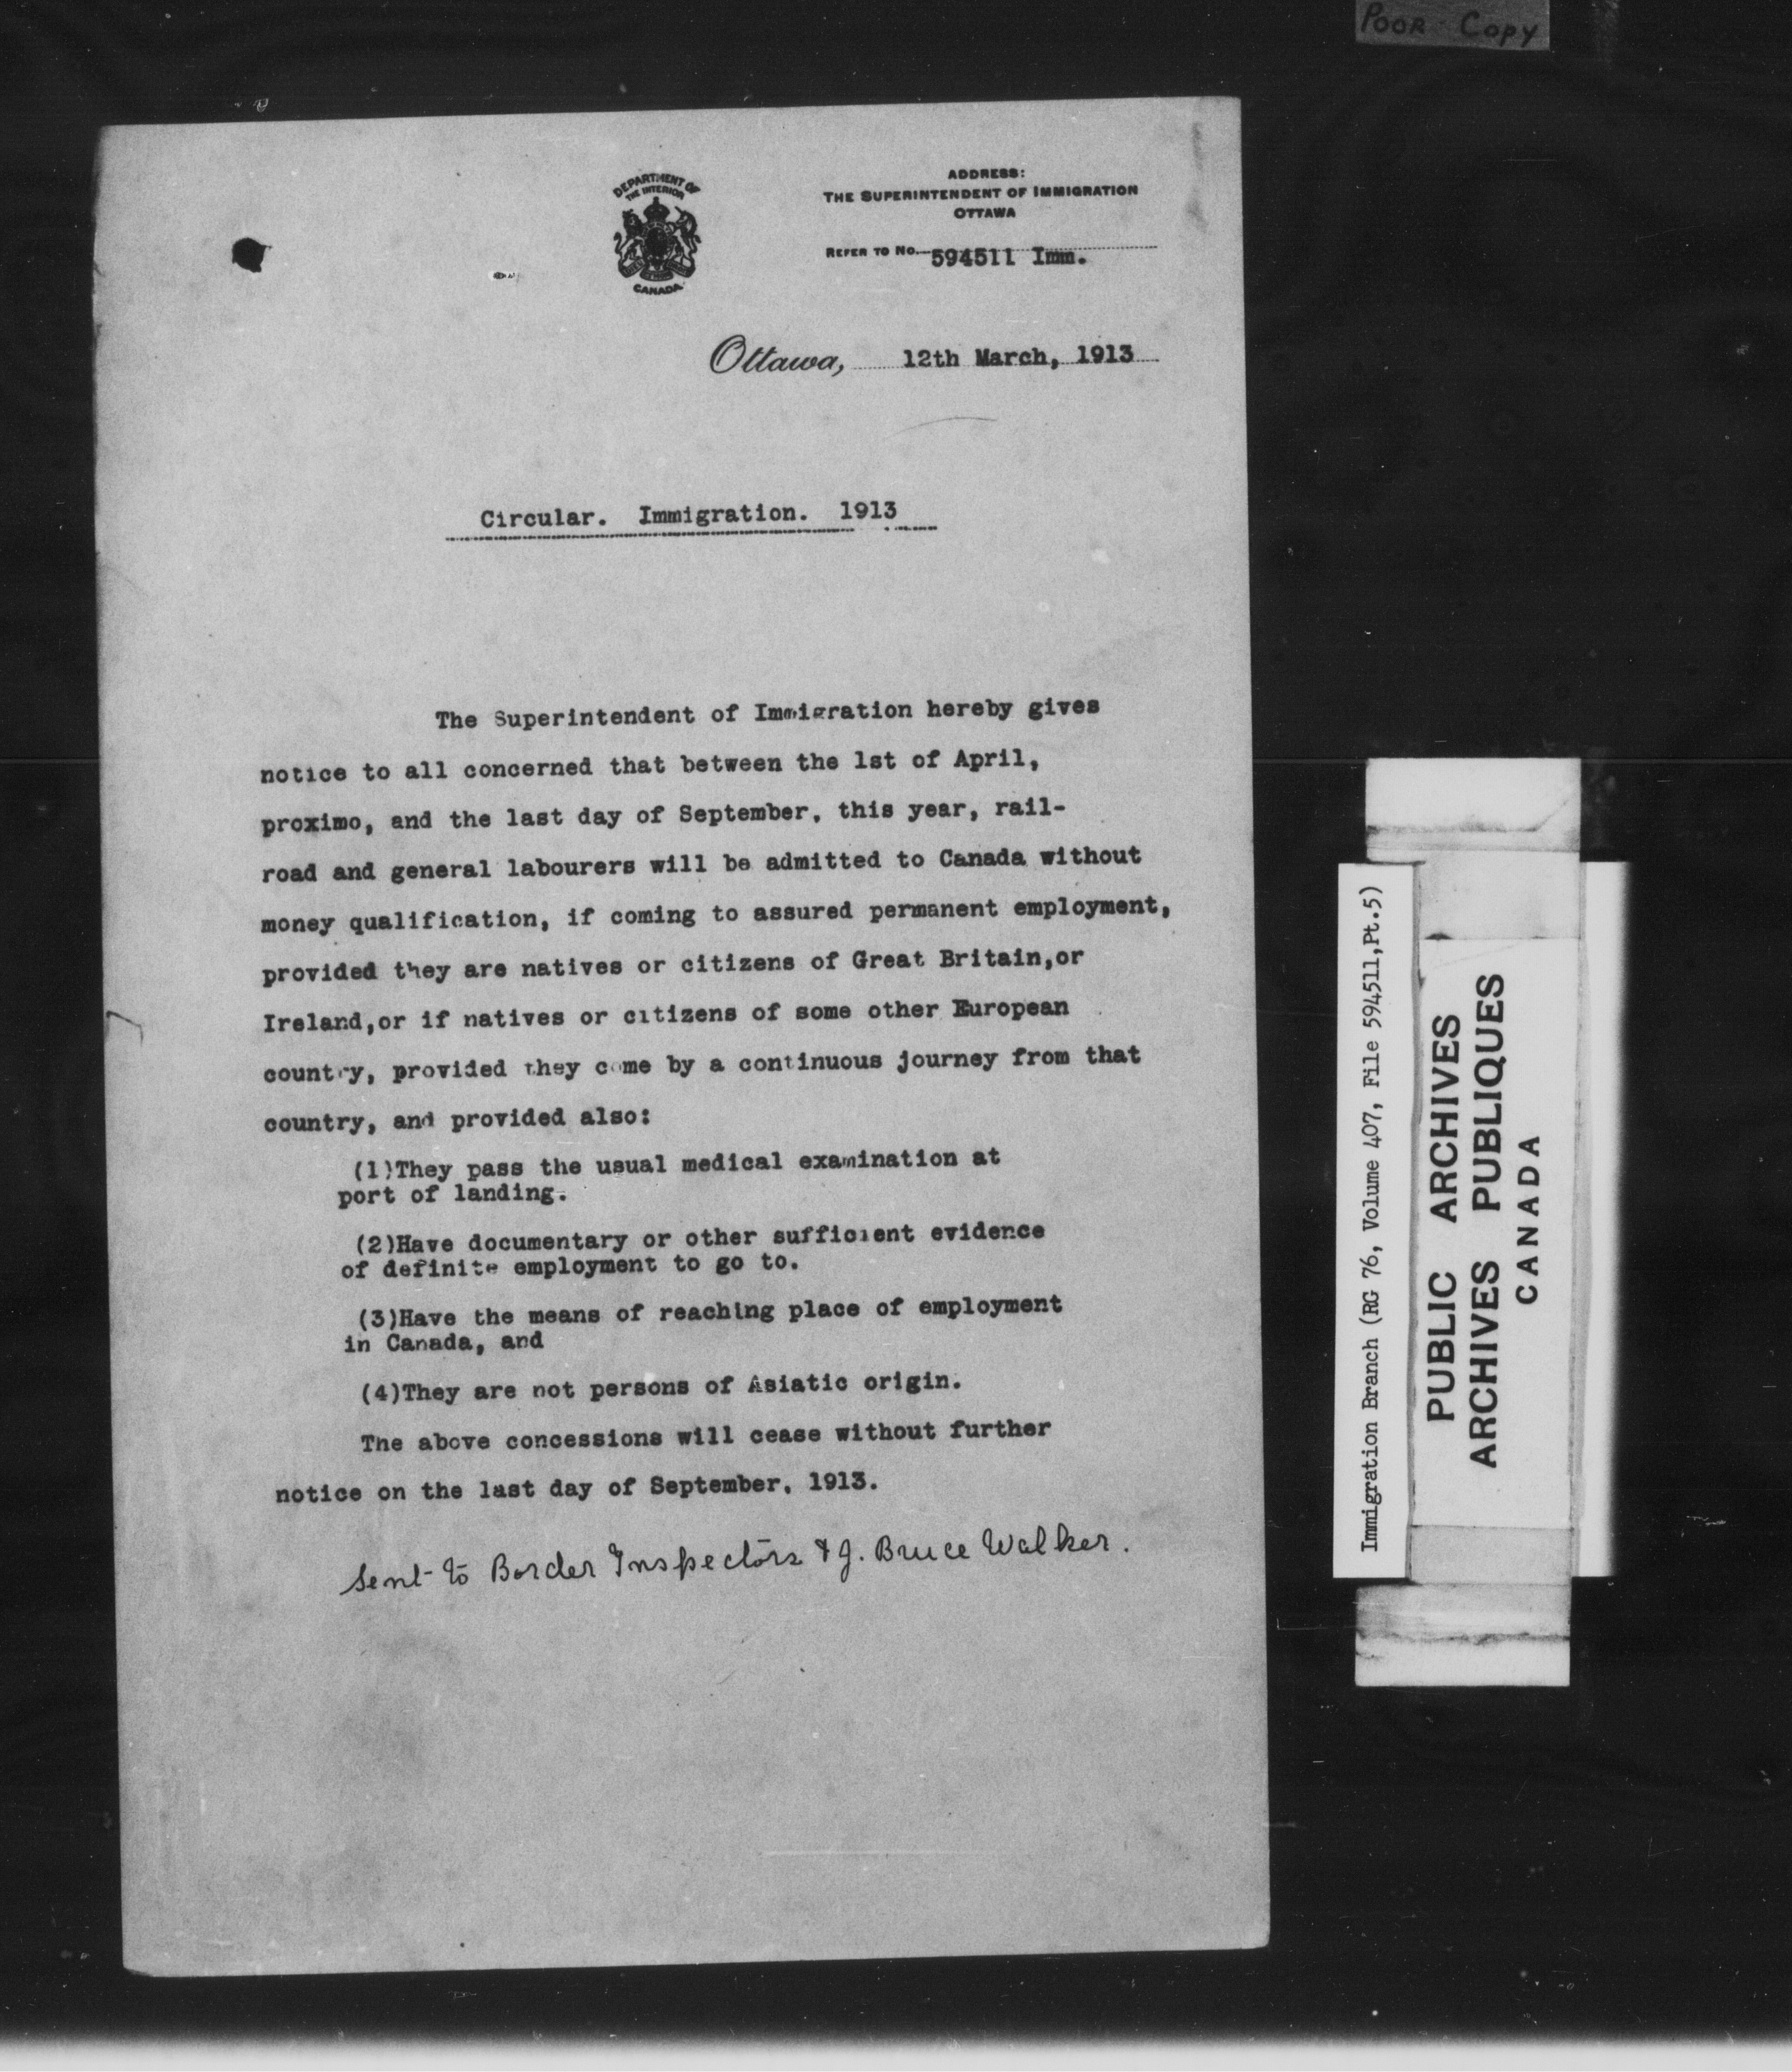 POOR COPY
DEPARTMENT OF
THE INTERIOR
CANADA
ADDRESS:
THE SUPERINTENDENT OF IMMIGRATION
OTTAWA
REFER TO NO. 594511 Imm.
Ottawa, 12th March, 1913
Circular. Immigration. 1913
The Superintendent of Immigration hereby gives
notice to all concerned that between the 1st of April,
proximo, and the last day of September, this year, rail-
road and general labourers will be admitted to Canada without
money qualification, if coming to assured permanent employment,
provided they are natives or citizens of Great Britain,or
Ireland,or if natives or citizens of some other European
country, provided they come by a continuous journey from that
country, and provided also:
(1)They pass the usual medical examination at
port of landing.
(2)Have documentary or other sufficient evidence
of definite employment to go to.
(3)Have the means of reaching place of employment
in Canada, and
(4)They are not persons of Asiatic origin.
The above concessions will cease without further
notice on the last day of September, 1913.
Sent to Border Inspectors & J. Bruce Walker.
Immigration Branch (RG 76, Volume 407, File 594511,Pt.5)
PUBLIC ARCHIVES
ARCHIVES PUBLIQUES
CANADA